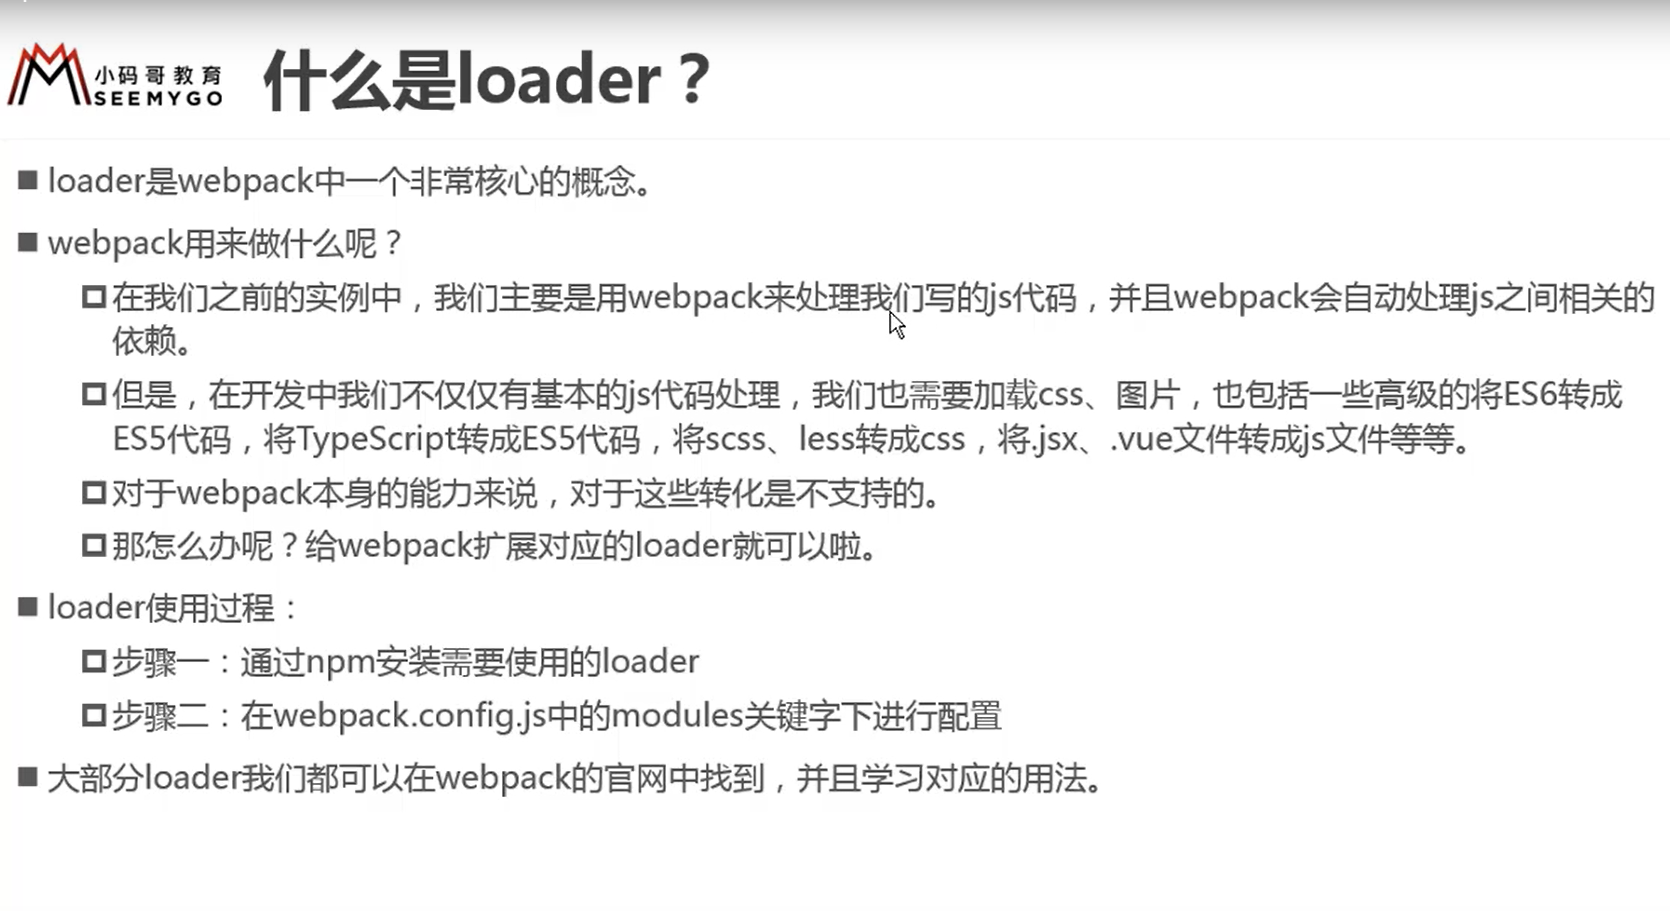 小码哥教育
SEEMYGO
什么是loader？
loader是webpack中一个非常核心的概念。
webpack用来做什么呢？
在我们之前的实例中，我们主要是用webpack来处理我们写的js代码，并且webpack会自动处理js之间相关的
依赖。
但是，在开发中我们不仅仅有基本的js代码处理，我们也需要加载css、图片，也包括一些高级的将ES6转成
ES5代码，将TypeScript转成ES5代码，将scss、less转成css，将.jsx、.vue文件转成js文件等等。
对于webpack本身的能力来说，对于这些转化是不支持的。
那怎么办呢？给webpack扩展对应的loader就可以啦。
loader使用过程：
步骤一：通过npm安装需要使用的loader
步骤二：在webpack.config.js中的modules关键字下进行配置
大部分loader我们都可以在webpack的官网中找到，并且学习对应的用法。